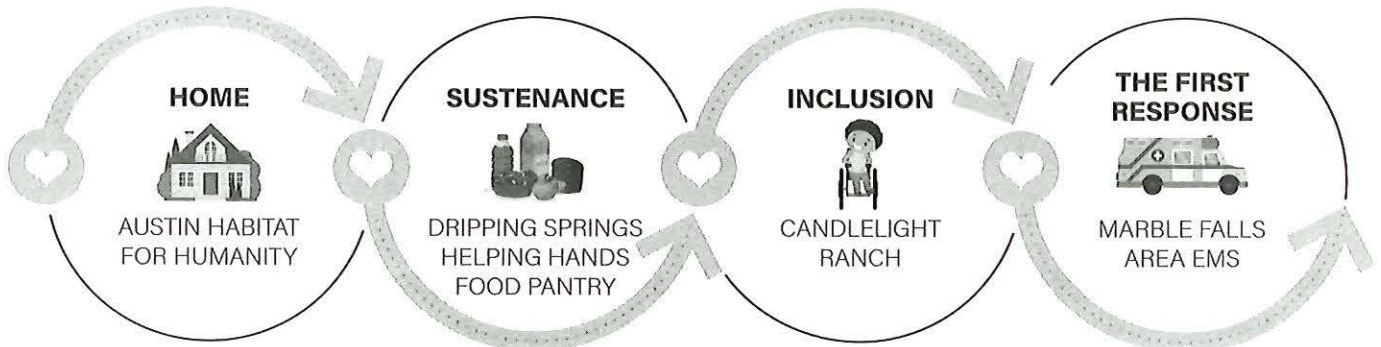 HOME
AUSTIN HABITAT
FOR HUMANITY
SUSTENANCE
DRIPPING SPRINGS
HELPING HANDS
FOOD PANTRY
INCLUSION
CANDLELIGHT
RANCH
THE FIRST
RESPONSE
MARBLE FALLS
AREA EMS